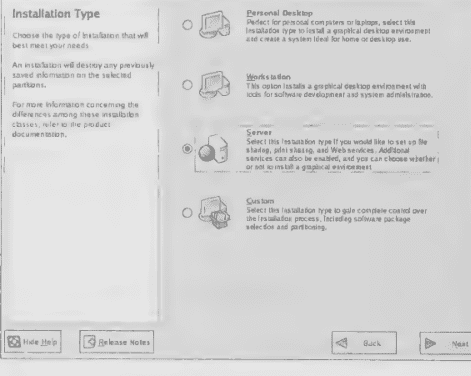 Installation Type
Choose the type of installation that will
best meet your needs.
An installation will destroy any previously
saved information on the selected
partitions.
For more information concerning the
differences among these installation
classes, refer to the product
documentation.
Personal Desktop
Perfect for personal computers or laptops, select this
installation type to install a graphical desktop environment
and create a system ideal for home or desktop use.
Workstation
This option installs a graphical desktop environment with
tools for software development and system administration.
Server
Select this installation type if you would like to set up file
sharing, print sharing, and Web services. Additional
services can also be enabled, and you can choose whether
or not to install a graphical environment.
Custom
Select this installation type to gain complete control over
the installation process, including software package
selection and partitioning.
Hide Help
Release Notes
Back
Next